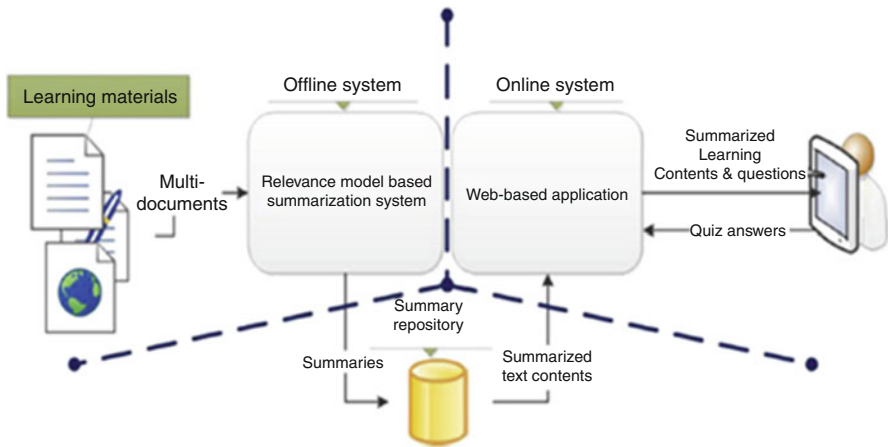 Learning materials
Offline system
Online system
Multi-
documents
Relevance model based
summarization system
Web-based application
Summarized
Learning
Contents & questions
Quiz answers
Summary
repository
Summaries
Summarized
text contents